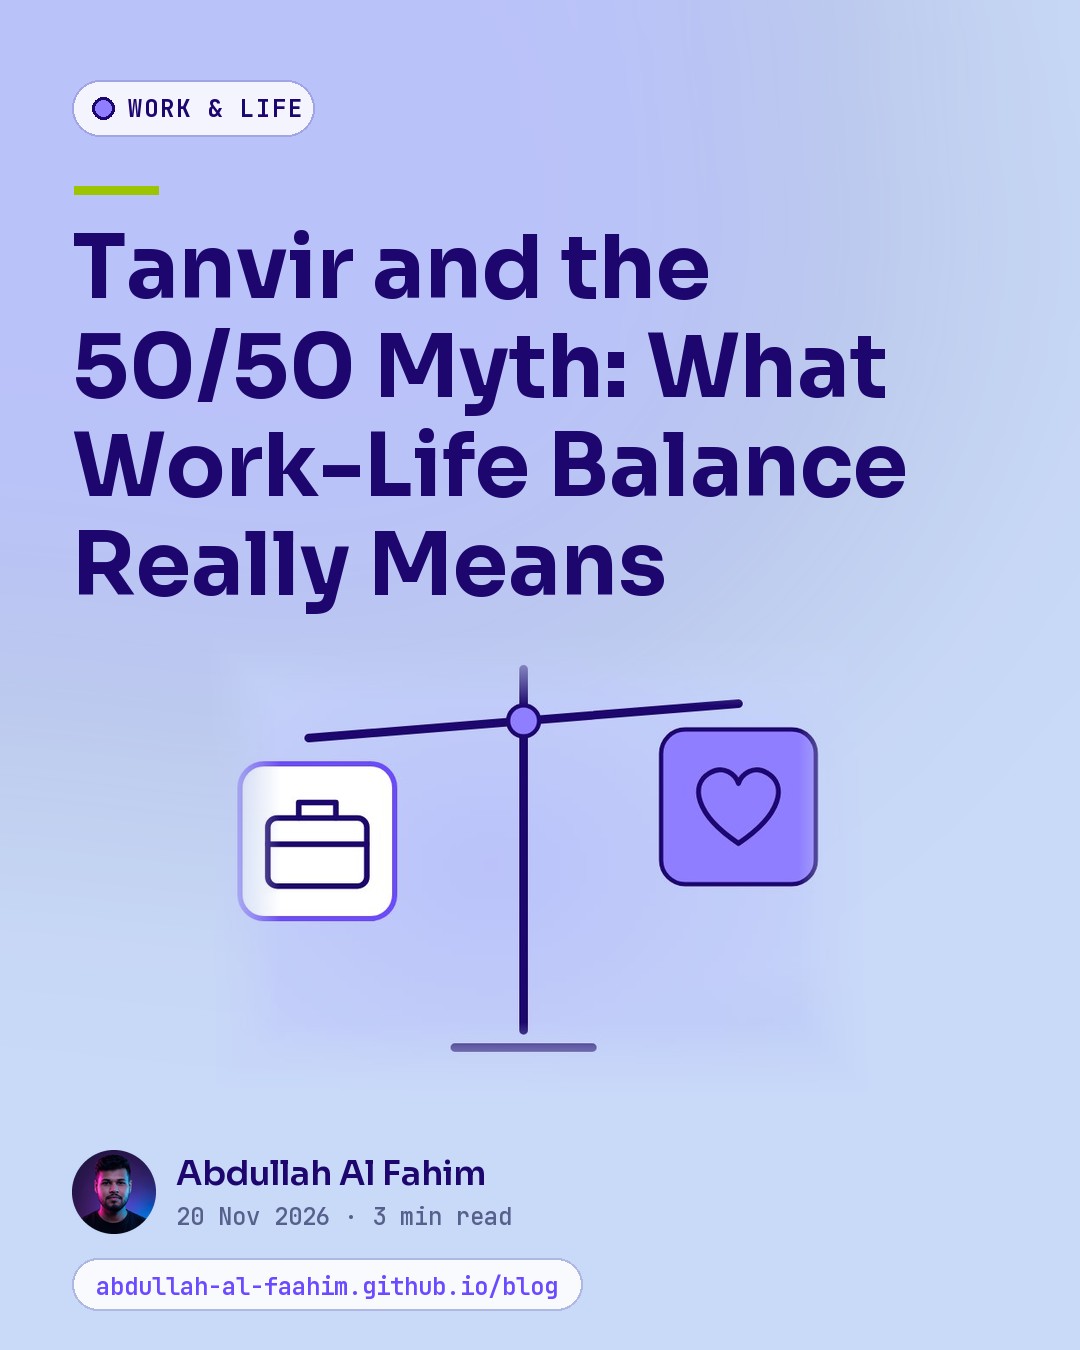 WORK & LIFE
Tanvir and the
50/50 Myth: What
Work-Life Balance
Really Means
Abdullah Al Fahim
20 Nov 2026 · 3 min read
abdullah-al-faahim.github.io/blog